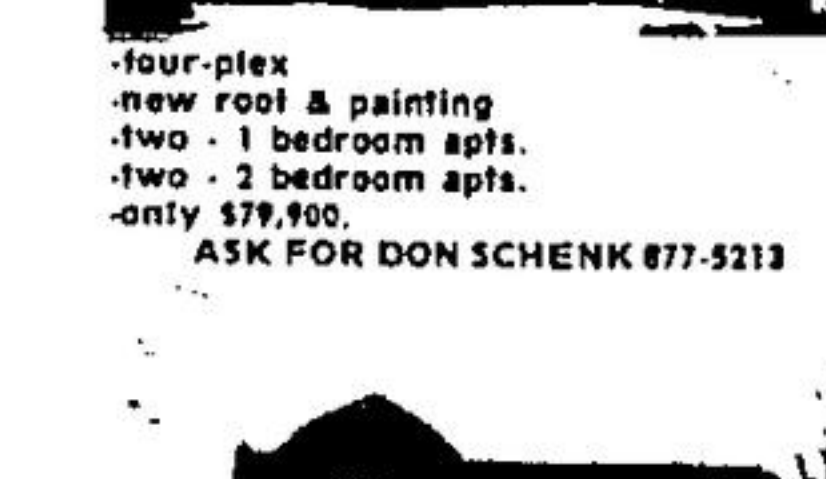 -four-plex
-new roof & painting
-two - 1 bedroom apts.
-two - 2 bedroom apts.
-only $79,900.
ASK FOR DON SCHENK 877-5213